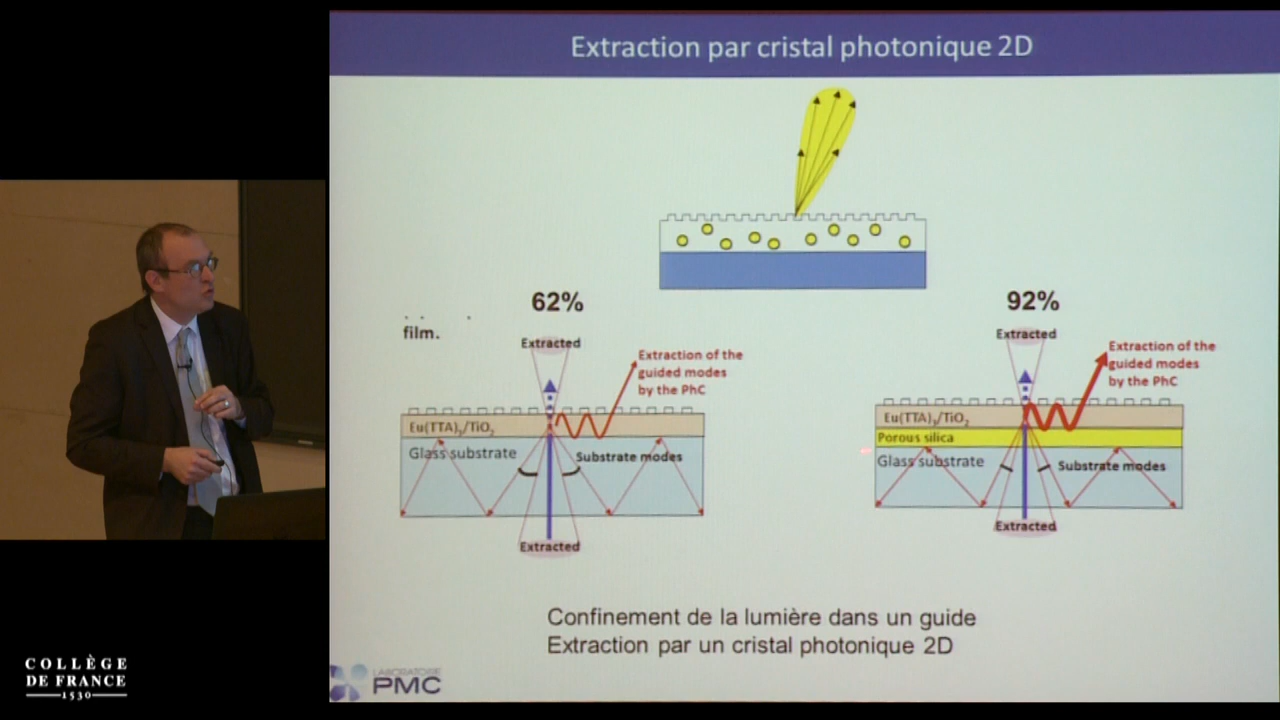 Extraction par cristal photonique 2D
62%
film.
Extracted
Extraction of the
guided modes
by the PhC
Eu(TTA)₃/TiO₂
Glass substrate
Substrate modes
Extracted
92%
Extracted
Extraction of the
guided modes
by the PhC
Eu(TTA)₃/TiO₂
Porous silica
Glass substrate
Substrate modes
Extracted
Confinement de la lumière dans un guide
Extraction par un cristal photonique 2D
LABORATOIRE
PMC
COLLÈGE
DE FRANCE
1530